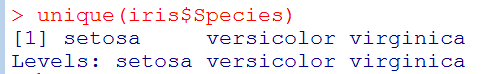 > unique(iris$Species)
[1] setosa     versicolor virginica
Levels: setosa versicolor virginica